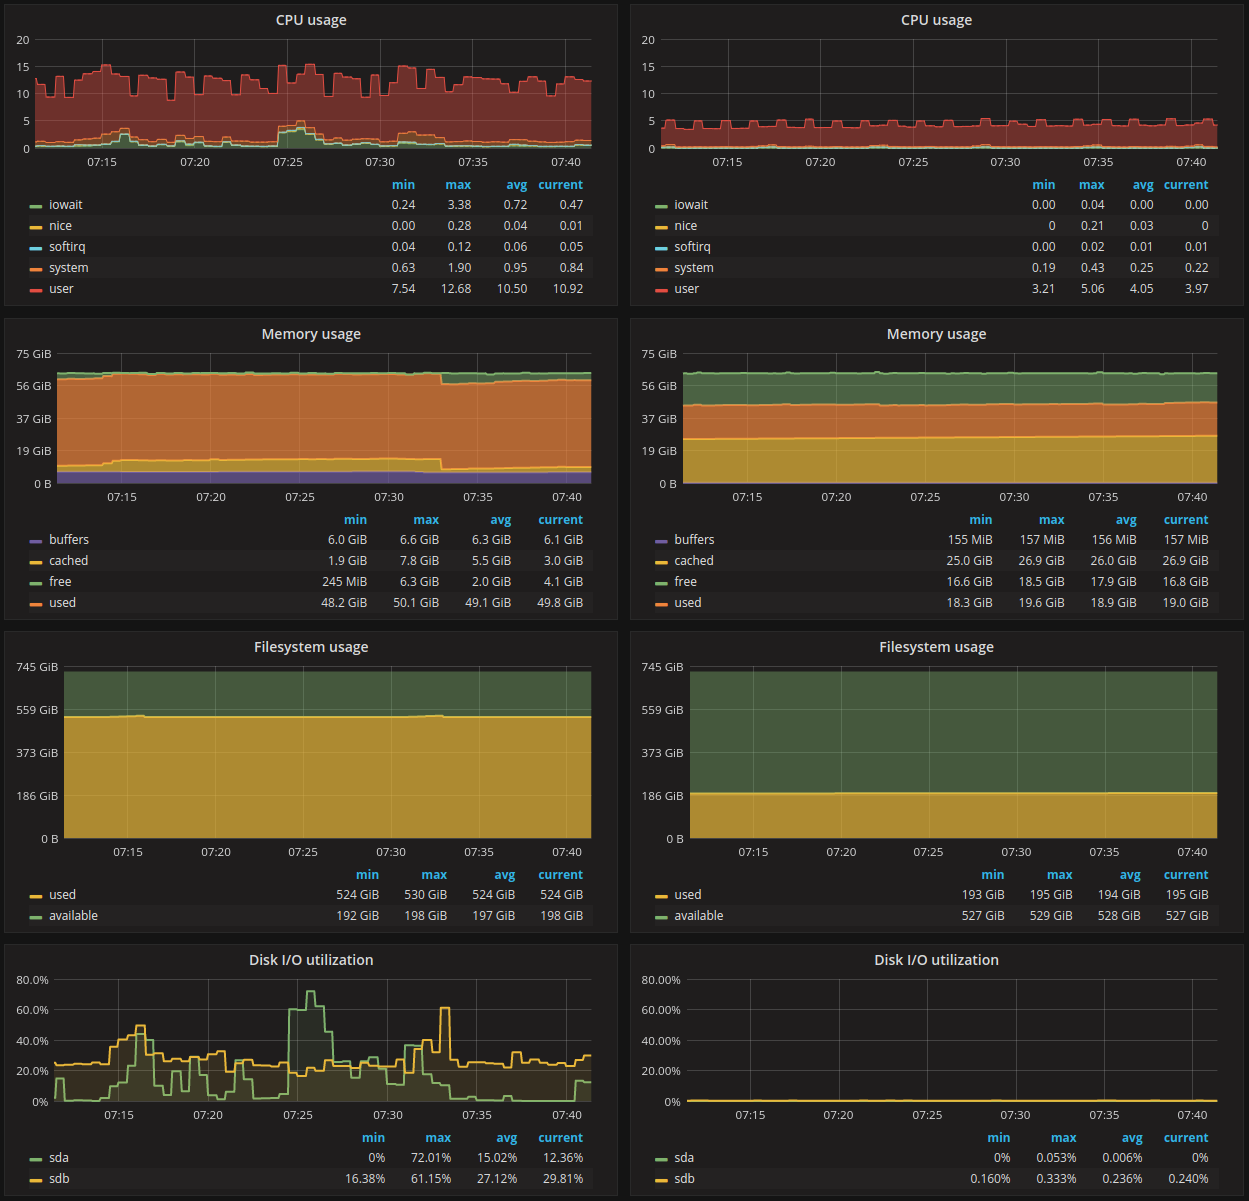 CPU usage
20
15
10
5
0
07:15 07:20 07:25 07:30 07:35 07:40
min max avg current
iowait 0.24 3.38 0.72 0.47
nice 0.00 0.28 0.04 0.01
softirq 0.04 0.12 0.06 0.05
system 0.63 1.90 0.95 0.84
user 7.54 12.68 10.50 10.92
CPU usage
20
15
10
5
0
07:15 07:20 07:25 07:30 07:35 07:40
min max avg current
iowait 0.00 0.04 0.00 0.00
nice 0 0.21 0.03 0
softirq 0.00 0.02 0.01 0.01
system 0.19 0.43 0.25 0.22
user 3.21 5.06 4.05 3.97
Memory usage
75 GiB
56 GiB
37 GiB
19 GiB
0 B
07:15 07:20 07:25 07:30 07:35 07:40
min max avg current
buffers 6.0 GiB 6.6 GiB 6.3 GiB 6.1 GiB
cached 1.9 GiB 7.8 GiB 5.5 GiB 3.0 GiB
free 245 MiB 6.3 GiB 2.0 GiB 4.1 GiB
used 48.2 GiB 50.1 GiB 49.1 GiB 49.8 GiB
Memory usage
75 GiB
56 GiB
37 GiB
19 GiB
0 B
07:15 07:20 07:25 07:30 07:35 07:40
min max avg current
buffers 155 MiB 157 MiB 156 MiB 157 MiB
cached 25.0 GiB 26.9 GiB 26.0 GiB 26.9 GiB
free 16.6 GiB 18.5 GiB 17.9 GiB 16.8 GiB
used 18.3 GiB 19.6 GiB 18.9 GiB 19.0 GiB
Filesystem usage
745 GiB
559 GiB
373 GiB
186 GiB
0 B
07:15 07:20 07:25 07:30 07:35 07:40
min max avg current
used 524 GiB 530 GiB 524 GiB 524 GiB
available 192 GiB 198 GiB 197 GiB 198 GiB
Filesystem usage
745 GiB
559 GiB
373 GiB
186 GiB
0 B
07:15 07:20 07:25 07:30 07:35 07:40
min max avg current
used 193 GiB 195 GiB 194 GiB 195 GiB
available 527 GiB 529 GiB 528 GiB 527 GiB
Disk I/O utilization
80.0%
60.0%
40.0%
20.0%
0%
07:15 07:20 07:25 07:30 07:35 07:40
min max avg current
sda 0% 72.01% 15.02% 12.36%
sdb 16.38% 61.15% 27.12% 29.81%
Disk I/O utilization
80.00%
60.00%
40.00%
20.00%
0%
07:15 07:20 07:25 07:30 07:35 07:40
min max avg current
sda 0% 0.053% 0.006% 0%
sdb 0.160% 0.333% 0.236% 0.240%